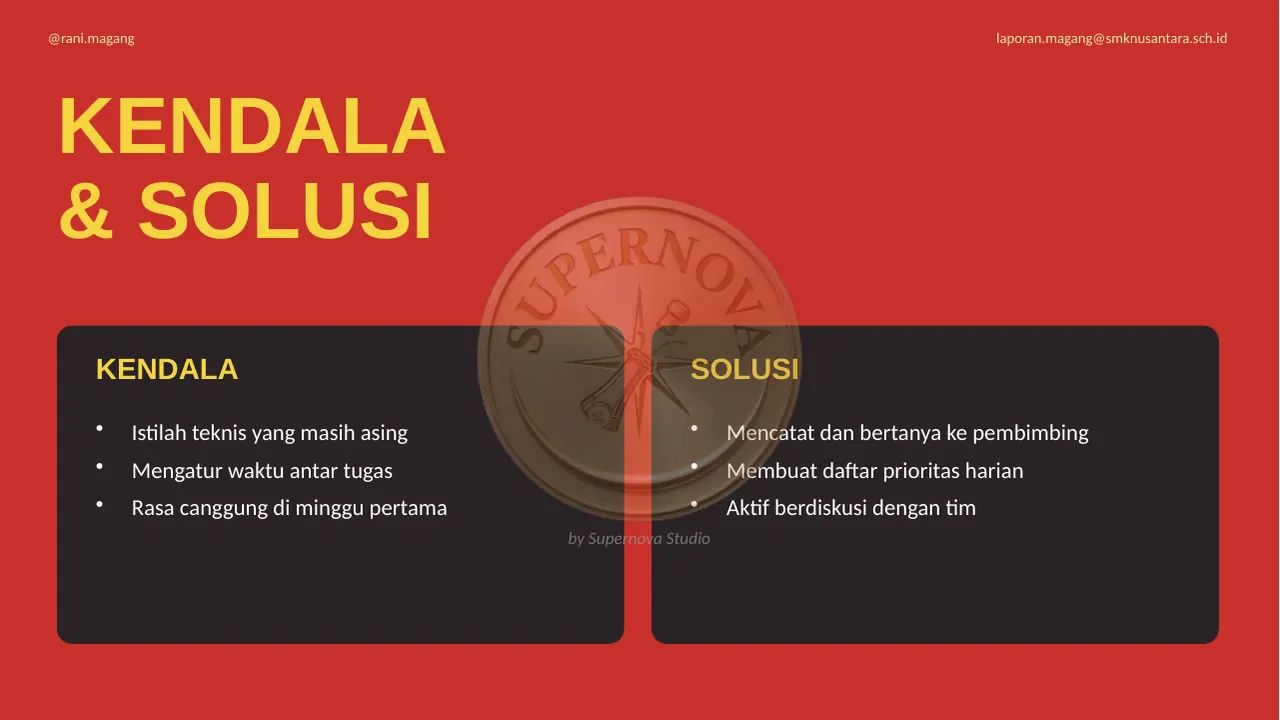 @rani.magang
laporan.magang@smknusantara.sch.id
KENDALA
& SOLUSI
SUPERNOVA
KENDALA
• Istilah teknis yang masih asing
• Mengatur waktu antar tugas
• Rasa canggung di minggu pertama
SOLUSI
• Mencatat dan bertanya ke pembimbing
• Membuat daftar prioritas harian
• Aktif berdiskusi dengan tim
by Supernova Studio